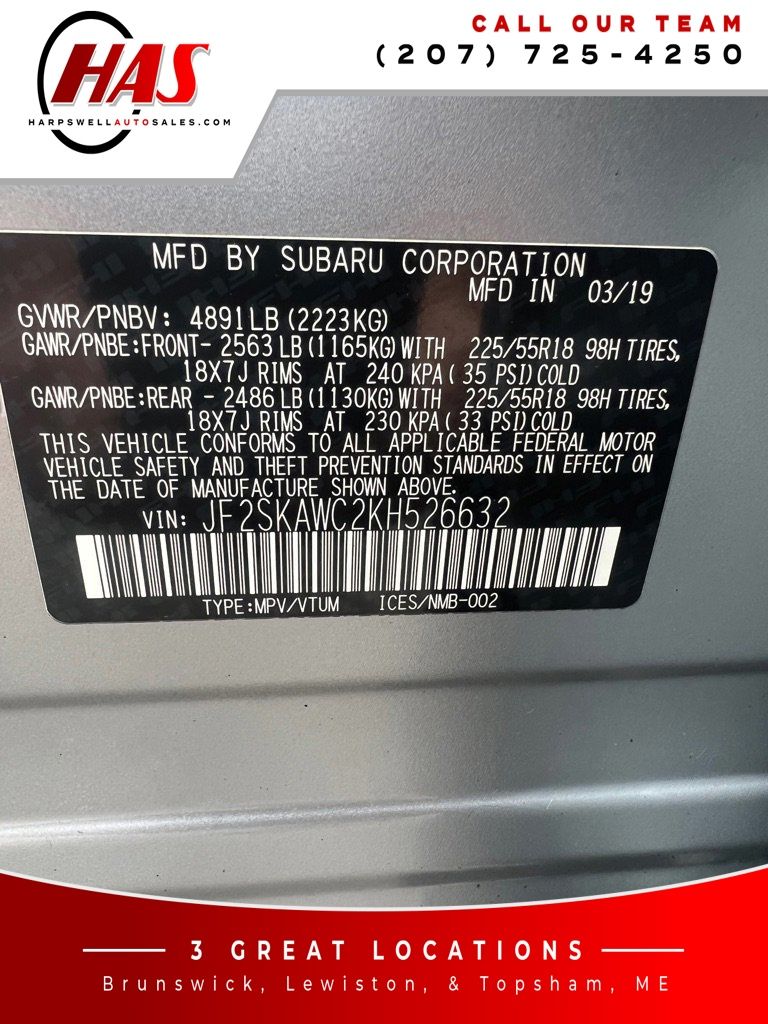 HAS
HARPSWELLAUTOSALES.COM
CALL OUR TEAM
(207) 725-4250
MFD BY SUBARU CORPORATION
MFD IN 03/19
GVWR/PNBV: 4891LB (2223KG)
GAWR/PNBE:FRONT- 2563LB (1165KG)WITH 225/55R18 98H TIRES,
18X7J RIMS AT 240 KPA( 35 PSI)COLD
GAWR/PNBE:REAR - 2486LB (1130KG)WITH 225/55R18 98H TIRES,
18X7J RIMS AT 230 KPA( 33 PSI)COLD
THIS VEHICLE CONFORMS TO ALL APPLICABLE FEDERAL MOTOR
VEHICLE SAFETY AND THEFT PREVENTION STANDARDS IN EFFECT ON
THE DATE OF MANUFACTURE SHOWN ABOVE.
VIN: JF2SKAWC2KH526632
TYPE:MPV/VTUM ICES/NMB-002
3 GREAT LOCATIONS
Brunswick, Lewiston, & Topsham, ME